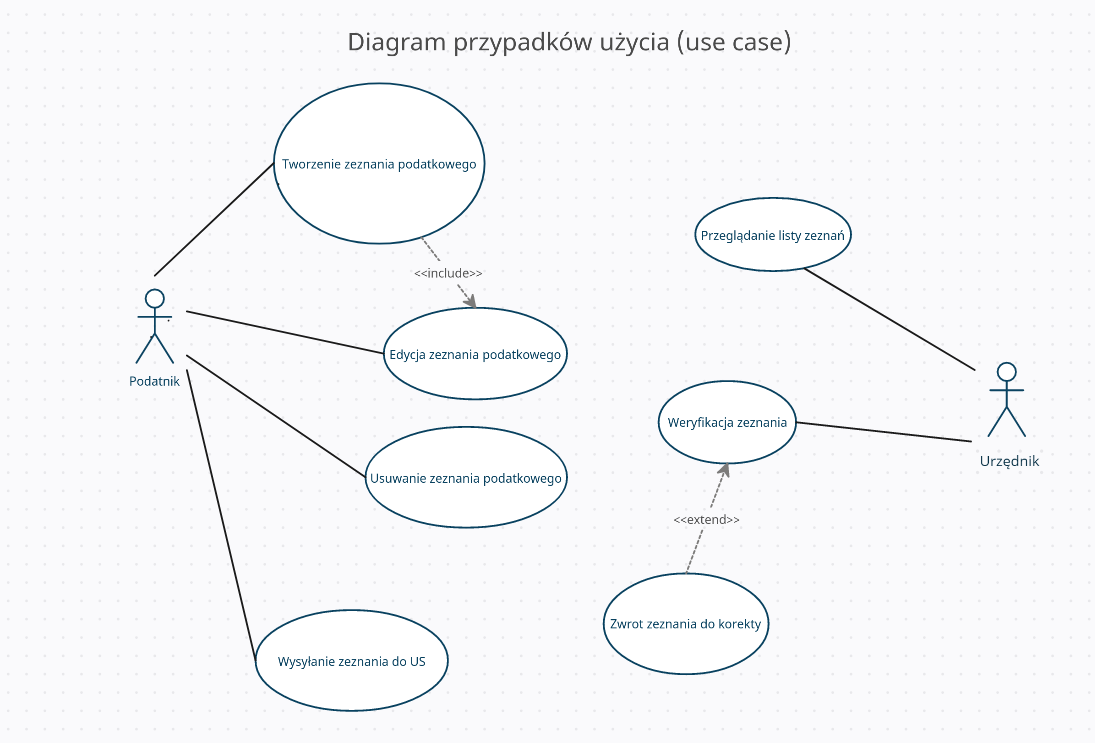 Diagram przypadków użycia (use case)
Tworzenie zeznania podatkowego
Przeglądanie listy zeznań
<<include>>
Edycja zeznania podatkowego
Podatnik
Weryfikacja zeznania
Urzędnik
Usuwanie zeznania podatkowego
<<extend>>
Zwrot zeznania do korekty
Wysyłanie zeznania do US